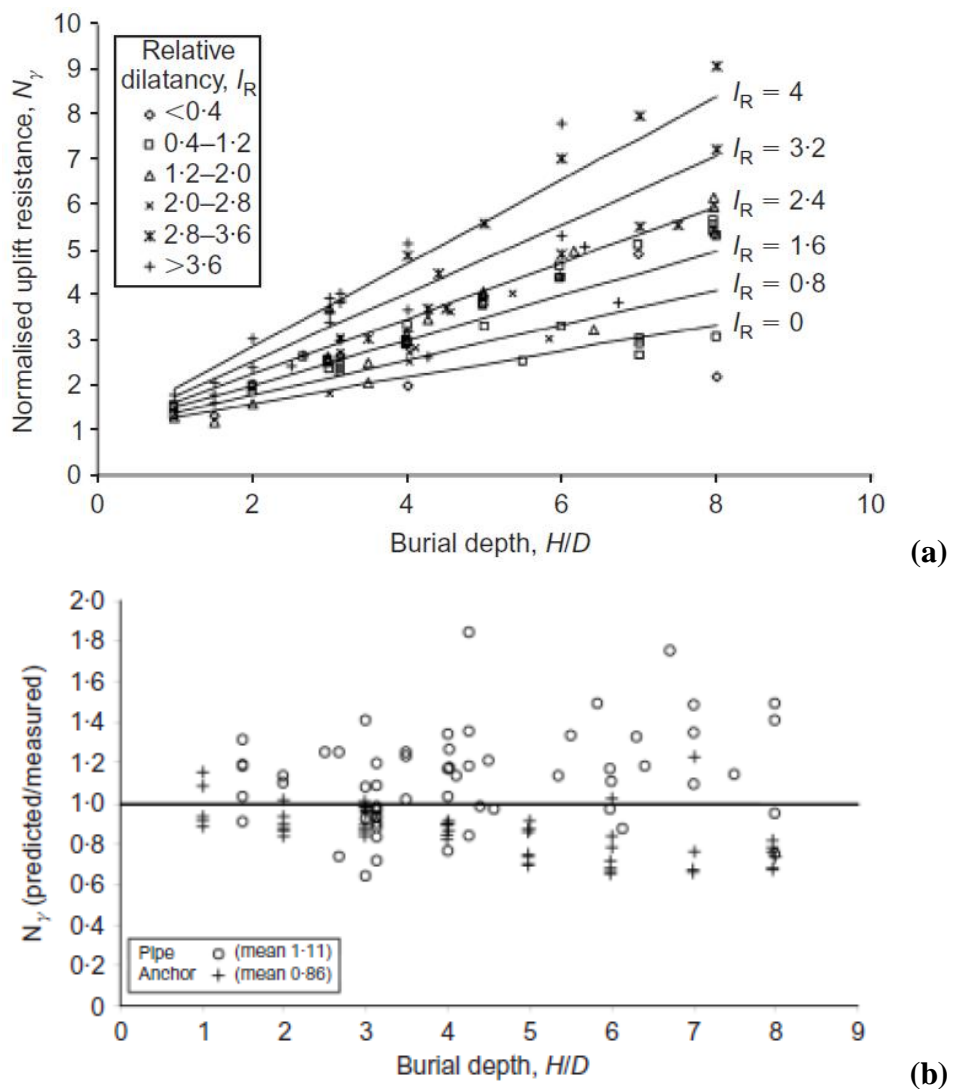 10
9
8
7
6
5
4
3
2
1
0
Normalised uplift resistance, Nγ
Relative
dilatancy, IR
<0·4
0·4–1·2
1·2–2·0
2·0–2·8
2·8–3·6
>3·6
IR = 4
IR = 3·2
IR = 2·4
IR = 1·6
IR = 0·8
IR = 0
0 2 4 6 8 10
Burial depth, H/D
(a)
2·0
1·8
1·6
1·4
1·2
1·0
0·8
0·6
0·4
0·2
0
Nγ (predicted/measured)
Pipe (mean 1·11)
Anchor (mean 0·86)
0 1 2 3 4 5 6 7 8 9
Burial depth, H/D
(b)